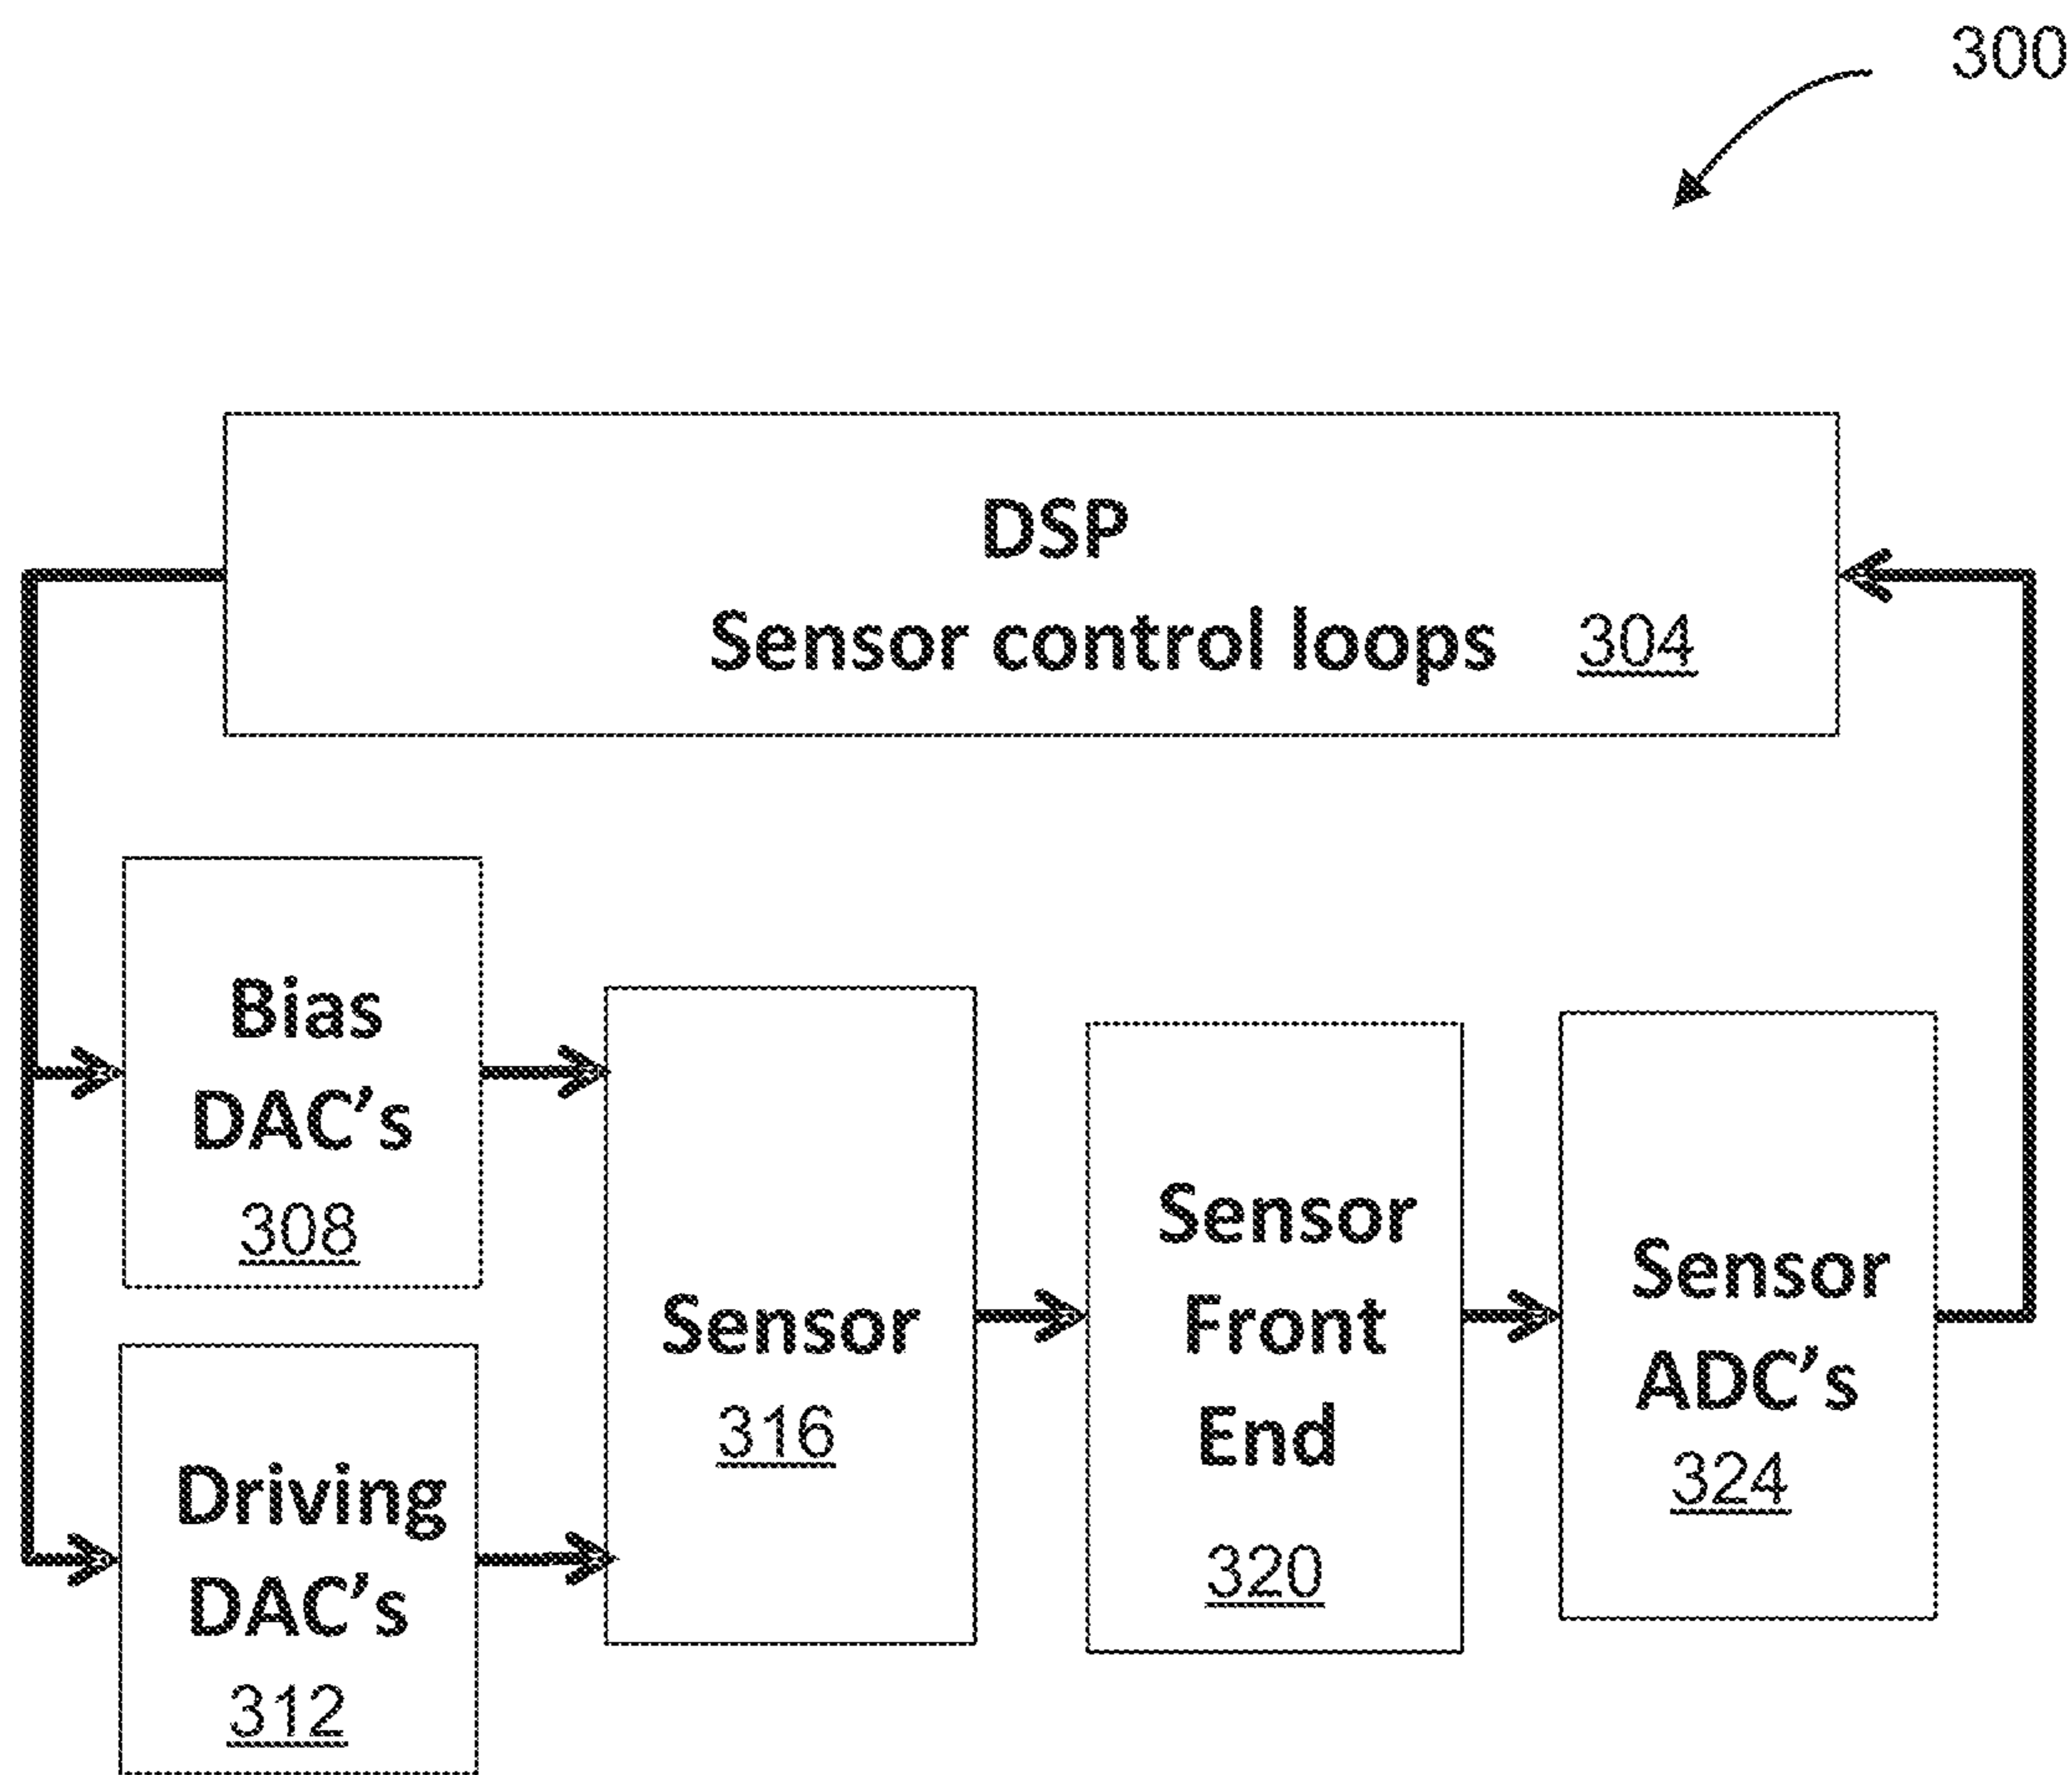 300
DSP
Sensor control loops 304
Bias
DAC's
308
Driving
DAC's
312
Sensor
316
Sensor
Front
End
320
Sensor
ADC's
324